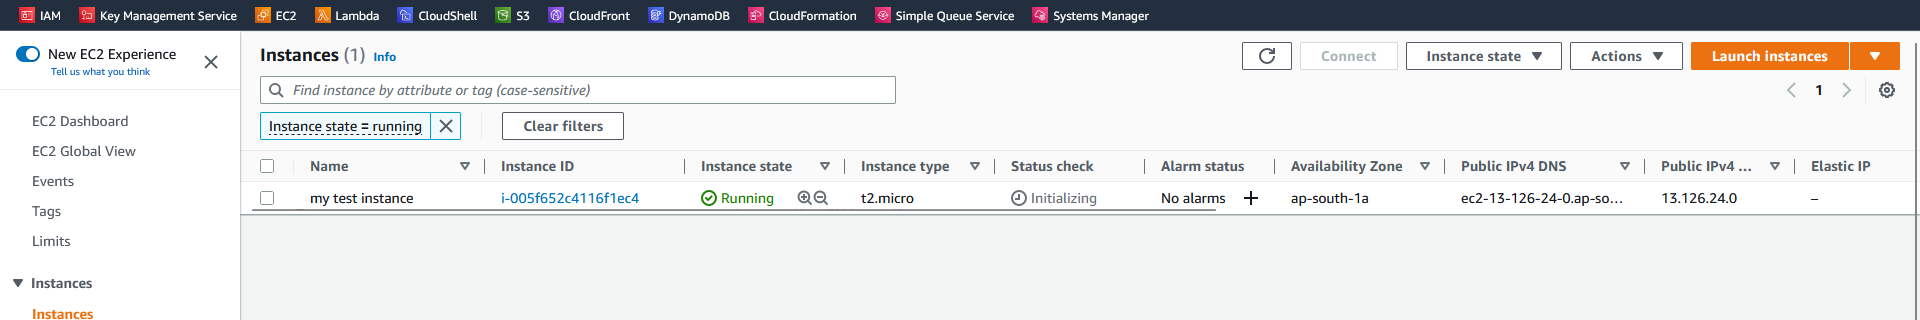 IAM Key Management Service EC2 Lambda CloudShell S3 CloudFront DynamoDB CloudFormation Simple Queue Service Systems Manager
New EC2 Experience
Tell us what you think
EC2 Dashboard
EC2 Global View
Events
Tags
Limits
Instances
Instances
Instances (1) Info
Connect Instance state Actions Launch instances
Find instance by attribute or tag (case-sensitive)
1
Instance state = running Clear filters
Name Instance ID Instance state Instance type Status check Alarm status Availability Zone Public IPv4 DNS Public IPv4 ... Elastic IP
my test instance i-005f652c4116f1ec4 Running t2.micro Initializing No alarms + ap-south-1a ec2-13-126-24-0.ap-so... 13.126.24.0 –